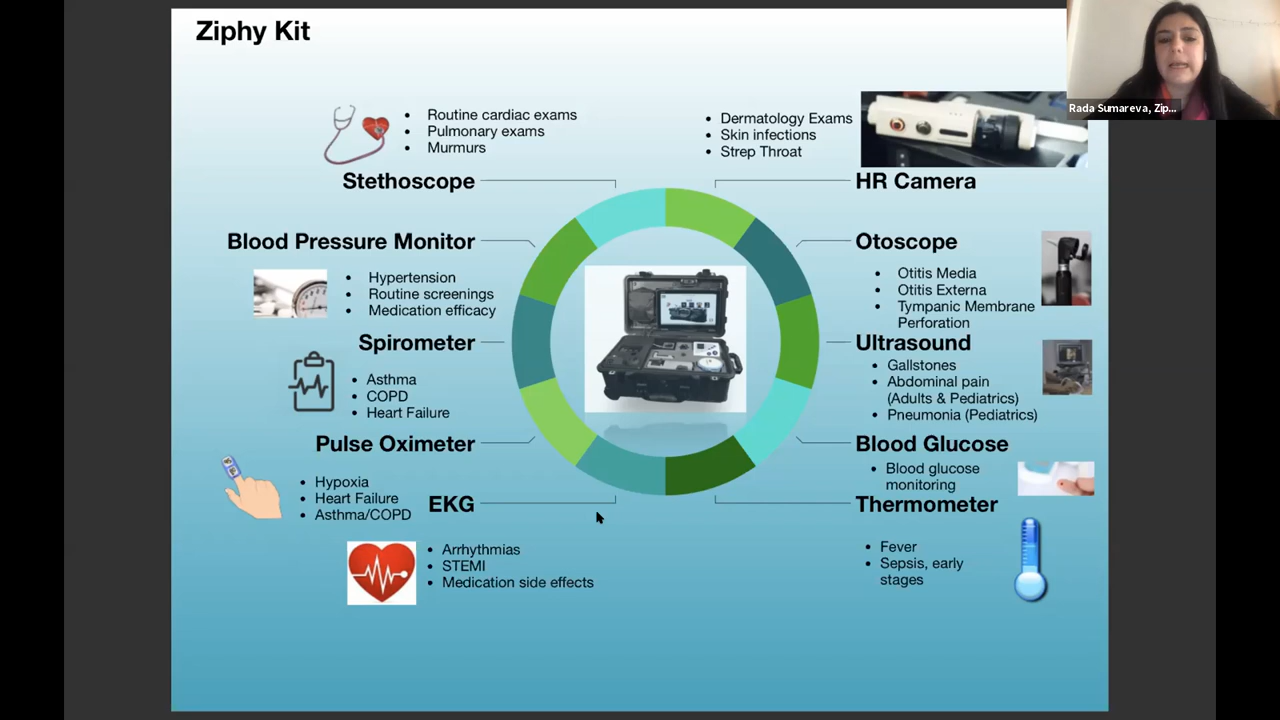 Ziphy Kit
Rada Sumareva, Zip...
Routine cardiac exams
Pulmonary exams
Murmurs
Stethoscope
Dermatology Exams
Skin infections
Strep Throat
HR Camera
Blood Pressure Monitor
Hypertension
Routine screenings
Medication efficacy
Otoscope
Otitis Media
Otitis Externa
Tympanic Membrane
Perforation
Spirometer
Asthma
COPD
Heart Failure
Ultrasound
Gallstones
Abdominal pain
(Adults & Pediatrics)
Pneumonia (Pediatrics)
Pulse Oximeter
Hypoxia
Heart Failure
Asthma/COPD
Blood Glucose
Blood glucose
monitoring
EKG
Arrhythmias
STEMI
Medication side effects
Thermometer
Fever
Sepsis, early
stages